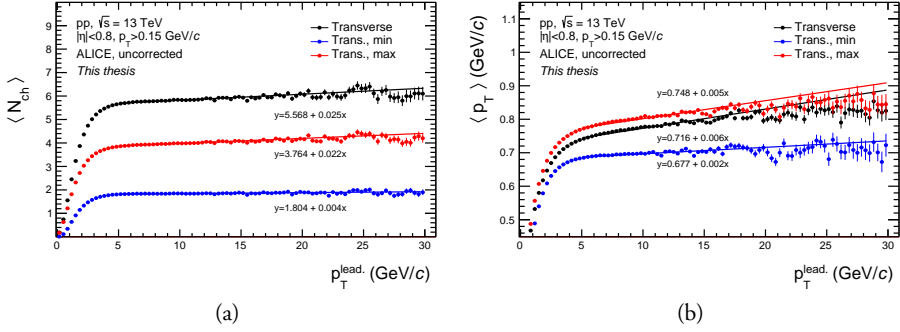 pp, √s = 13 TeV
|η|<0.8, p_T>0.15 GeV/c
ALICE, uncorrected
This thesis
Transverse
Trans., min
Trans., max
⟨ N_ch ⟩
9
8
7
6
5
4
3
2
1
y=5.568 + 0.025x
y=3.764 + 0.022x
y=1.804 + 0.004x
0 5 10 15 20 25 30
p_T^lead. (GeV/c)
(a)
pp, √s = 13 TeV
|η|<0.8, p_T>0.15 GeV/c
ALICE, uncorrected
This thesis
Transverse
Trans., min
Trans., max
⟨ p_T ⟩ (GeV/c)
1.1
1
0.9
0.8
0.7
0.6
0.5
y=0.748 + 0.005x
y=0.716 + 0.006x
y=0.677 + 0.002x
0 5 10 15 20 25 30
p_T^lead. (GeV/c)
(b)